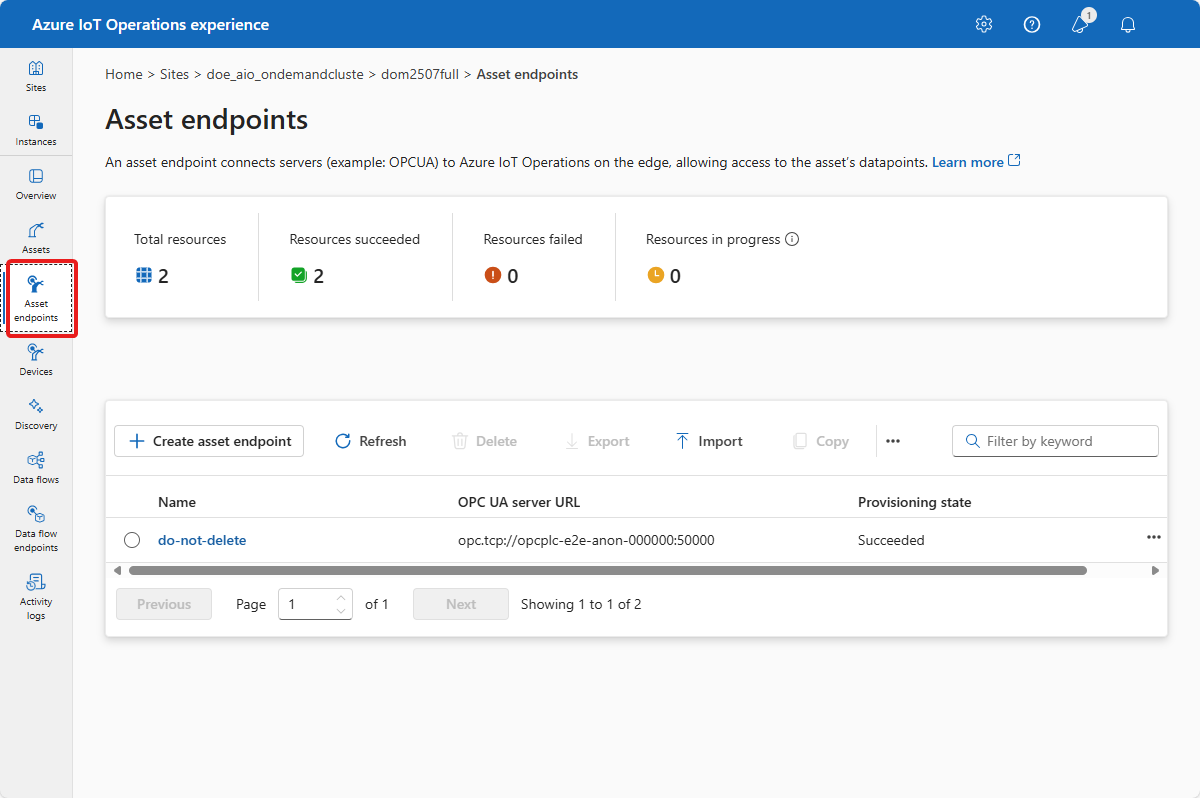 Azure IoT Operations experience
1
Sites
Instances
Overview
Assets
Asset
endpoints
Devices
Discovery
Data flows
Data flow
endpoints
Activity
logs
Home > Sites > doe_aio_ondemandcluste > dom2507full > Asset endpoints
Asset endpoints
An asset endpoint connects servers (example: OPCUA) to Azure IoT Operations on the edge, allowing access to the asset's datapoints. Learn more
Total resources
2
Resources succeeded
2
Resources failed
0
Resources in progress
0
Create asset endpoint Refresh Delete Export Import Copy ••• Filter by keyword
Name OPC UA server URL Provisioning state
do-not-delete opc.tcp://opcplc-e2e-anon-000000:50000 Succeeded •••
Previous Page 1 of 1 Next Showing 1 to 1 of 2